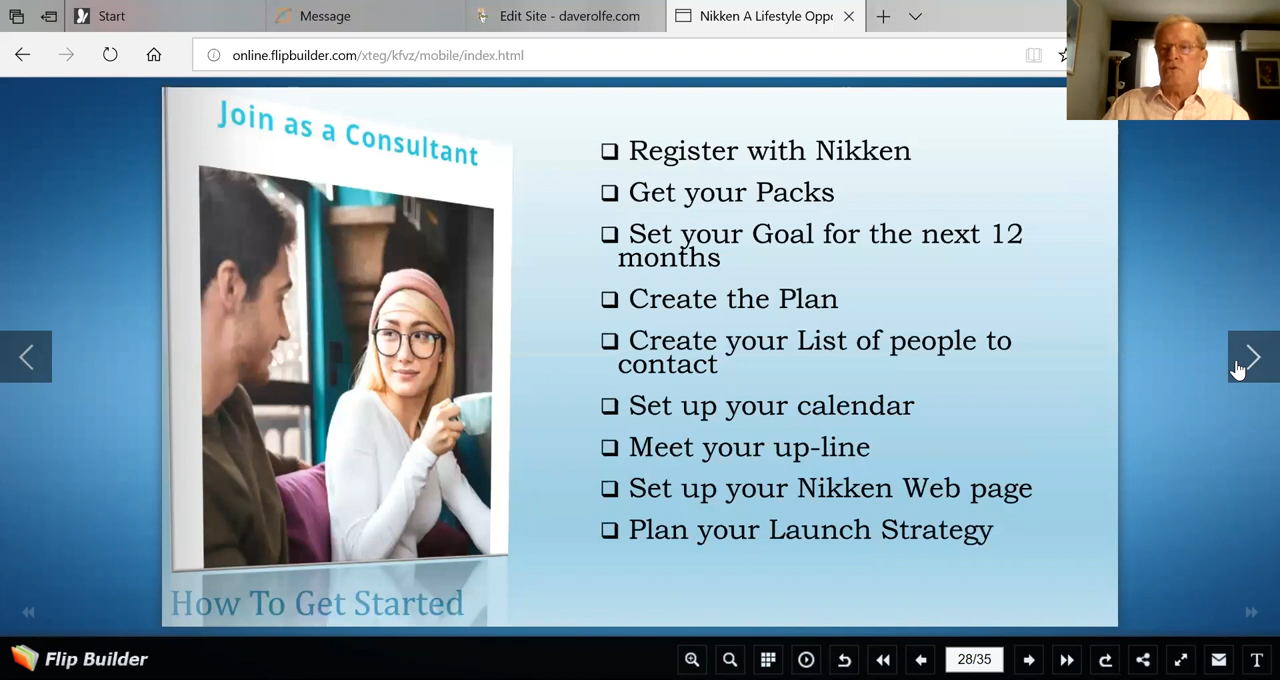 Start
Message
Edit Site - daverolfe.com
Nikken A Lifestyle Oppo
online.flipbuilder.com/xteg/kfvz/mobile/index.html
Join as a Consultant
Register with Nikken
Get your Packs
Set your Goal for the next 12
months
Create the Plan
Create your List of people to
contact
Set up your calendar
Meet your up-line
Set up your Nikken Web page
Plan your Launch Strategy
How To Get Started
Flip Builder
28/35
T